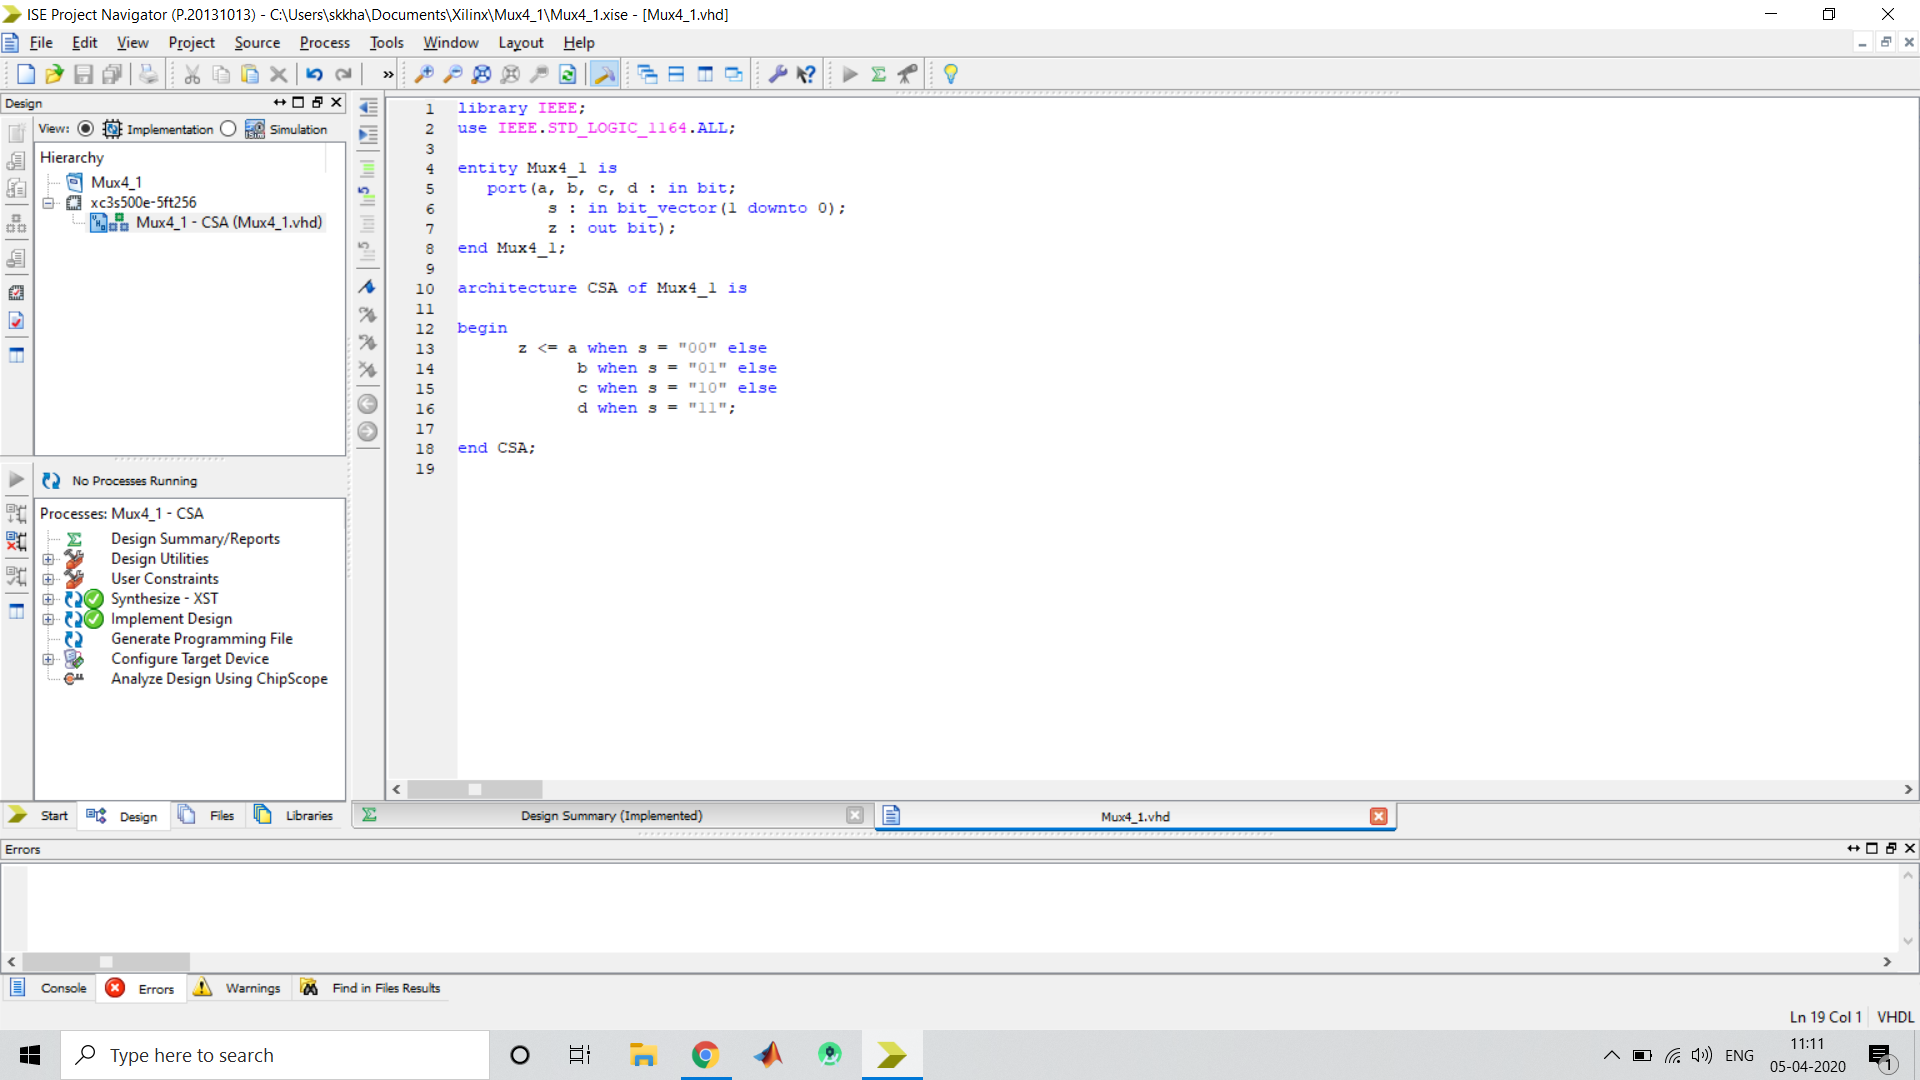 ISE Project Navigator (P.20131013) - C:\Users\skkha\Documents\Xilinx\Mux4_1\Mux4_1.xise - [Mux4_1.vhd]
File Edit View Project Source Process Tools Window Layout Help
»
Design
View: Implementation Simulation
Hierarchy
Mux4_1
xc3s500e-5ft256
Mux4_1 - CSA (Mux4_1.vhd)
No Processes Running
Processes: Mux4_1 - CSA
Design Summary/Reports
Design Utilities
User Constraints
Synthesize - XST
Implement Design
Generate Programming File
Configure Target Device
Analyze Design Using ChipScope
Start Design Files Libraries
1 library IEEE;
2 use IEEE.STD_LOGIC_1164.ALL;
3
4 entity Mux4_1 is
5 port(a, b, c, d : in bit;
6 s : in bit_vector(1 downto 0);
7 z : out bit);
8 end Mux4_1;
9
10 architecture CSA of Mux4_1 is
11
12 begin
13 z <= a when s = "00" else
14 b when s = "01" else
15 c when s = "10" else
16 d when s = "11";
17
18 end CSA;
19
Design Summary (Implemented) Mux4_1.vhd
Errors
Console Errors Warnings Find in Files Results
Ln 19 Col 1 VHDL
Type here to search
ENG
11:11
05-04-2020
1